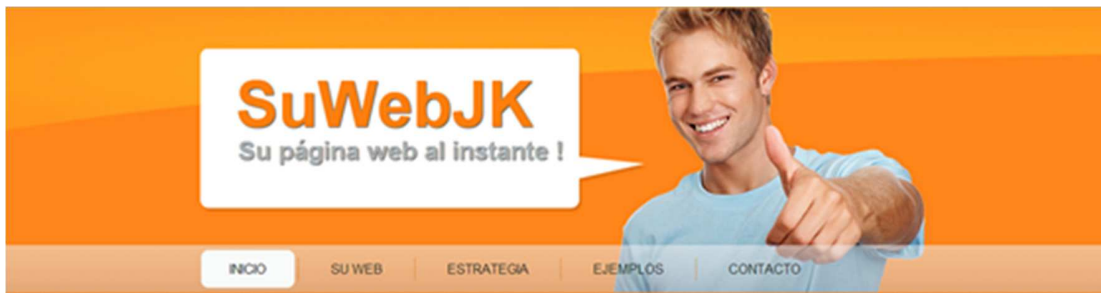 SuWebJK
Su página web al instante !
INICIO SU WEB ESTRATEGIA EJEMPLOS CONTACTO